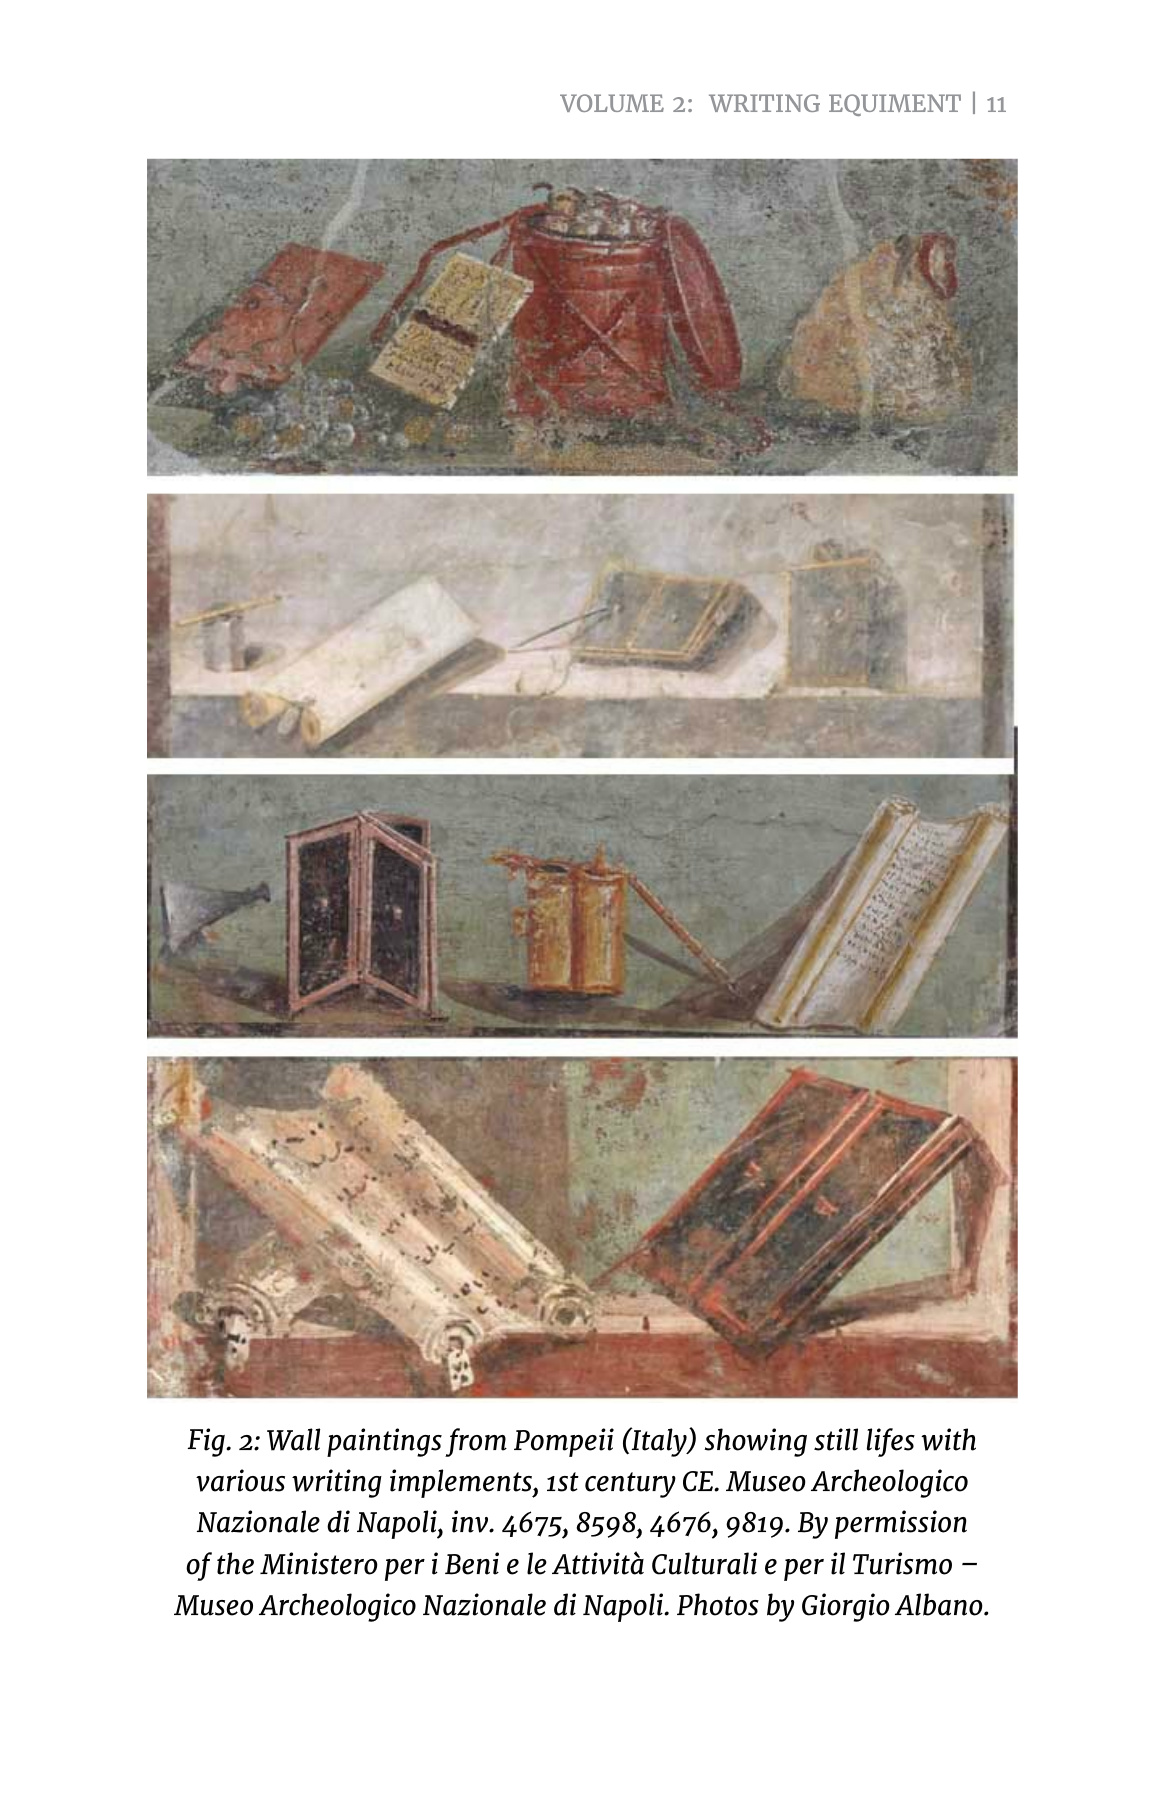 VOLUME 2: WRITING EQUIMENT | 11
Fig. 2: Wall paintings from Pompeii (Italy) showing still lifes with
various writing implements, 1st century CE. Museo Archeologico
Nazionale di Napoli, inv. 4675, 8598, 4676, 9819. By permission
of the Ministero per i Beni e le Attività Culturali e per il Turismo –
Museo Archeologico Nazionale di Napoli. Photos by Giorgio Albano.